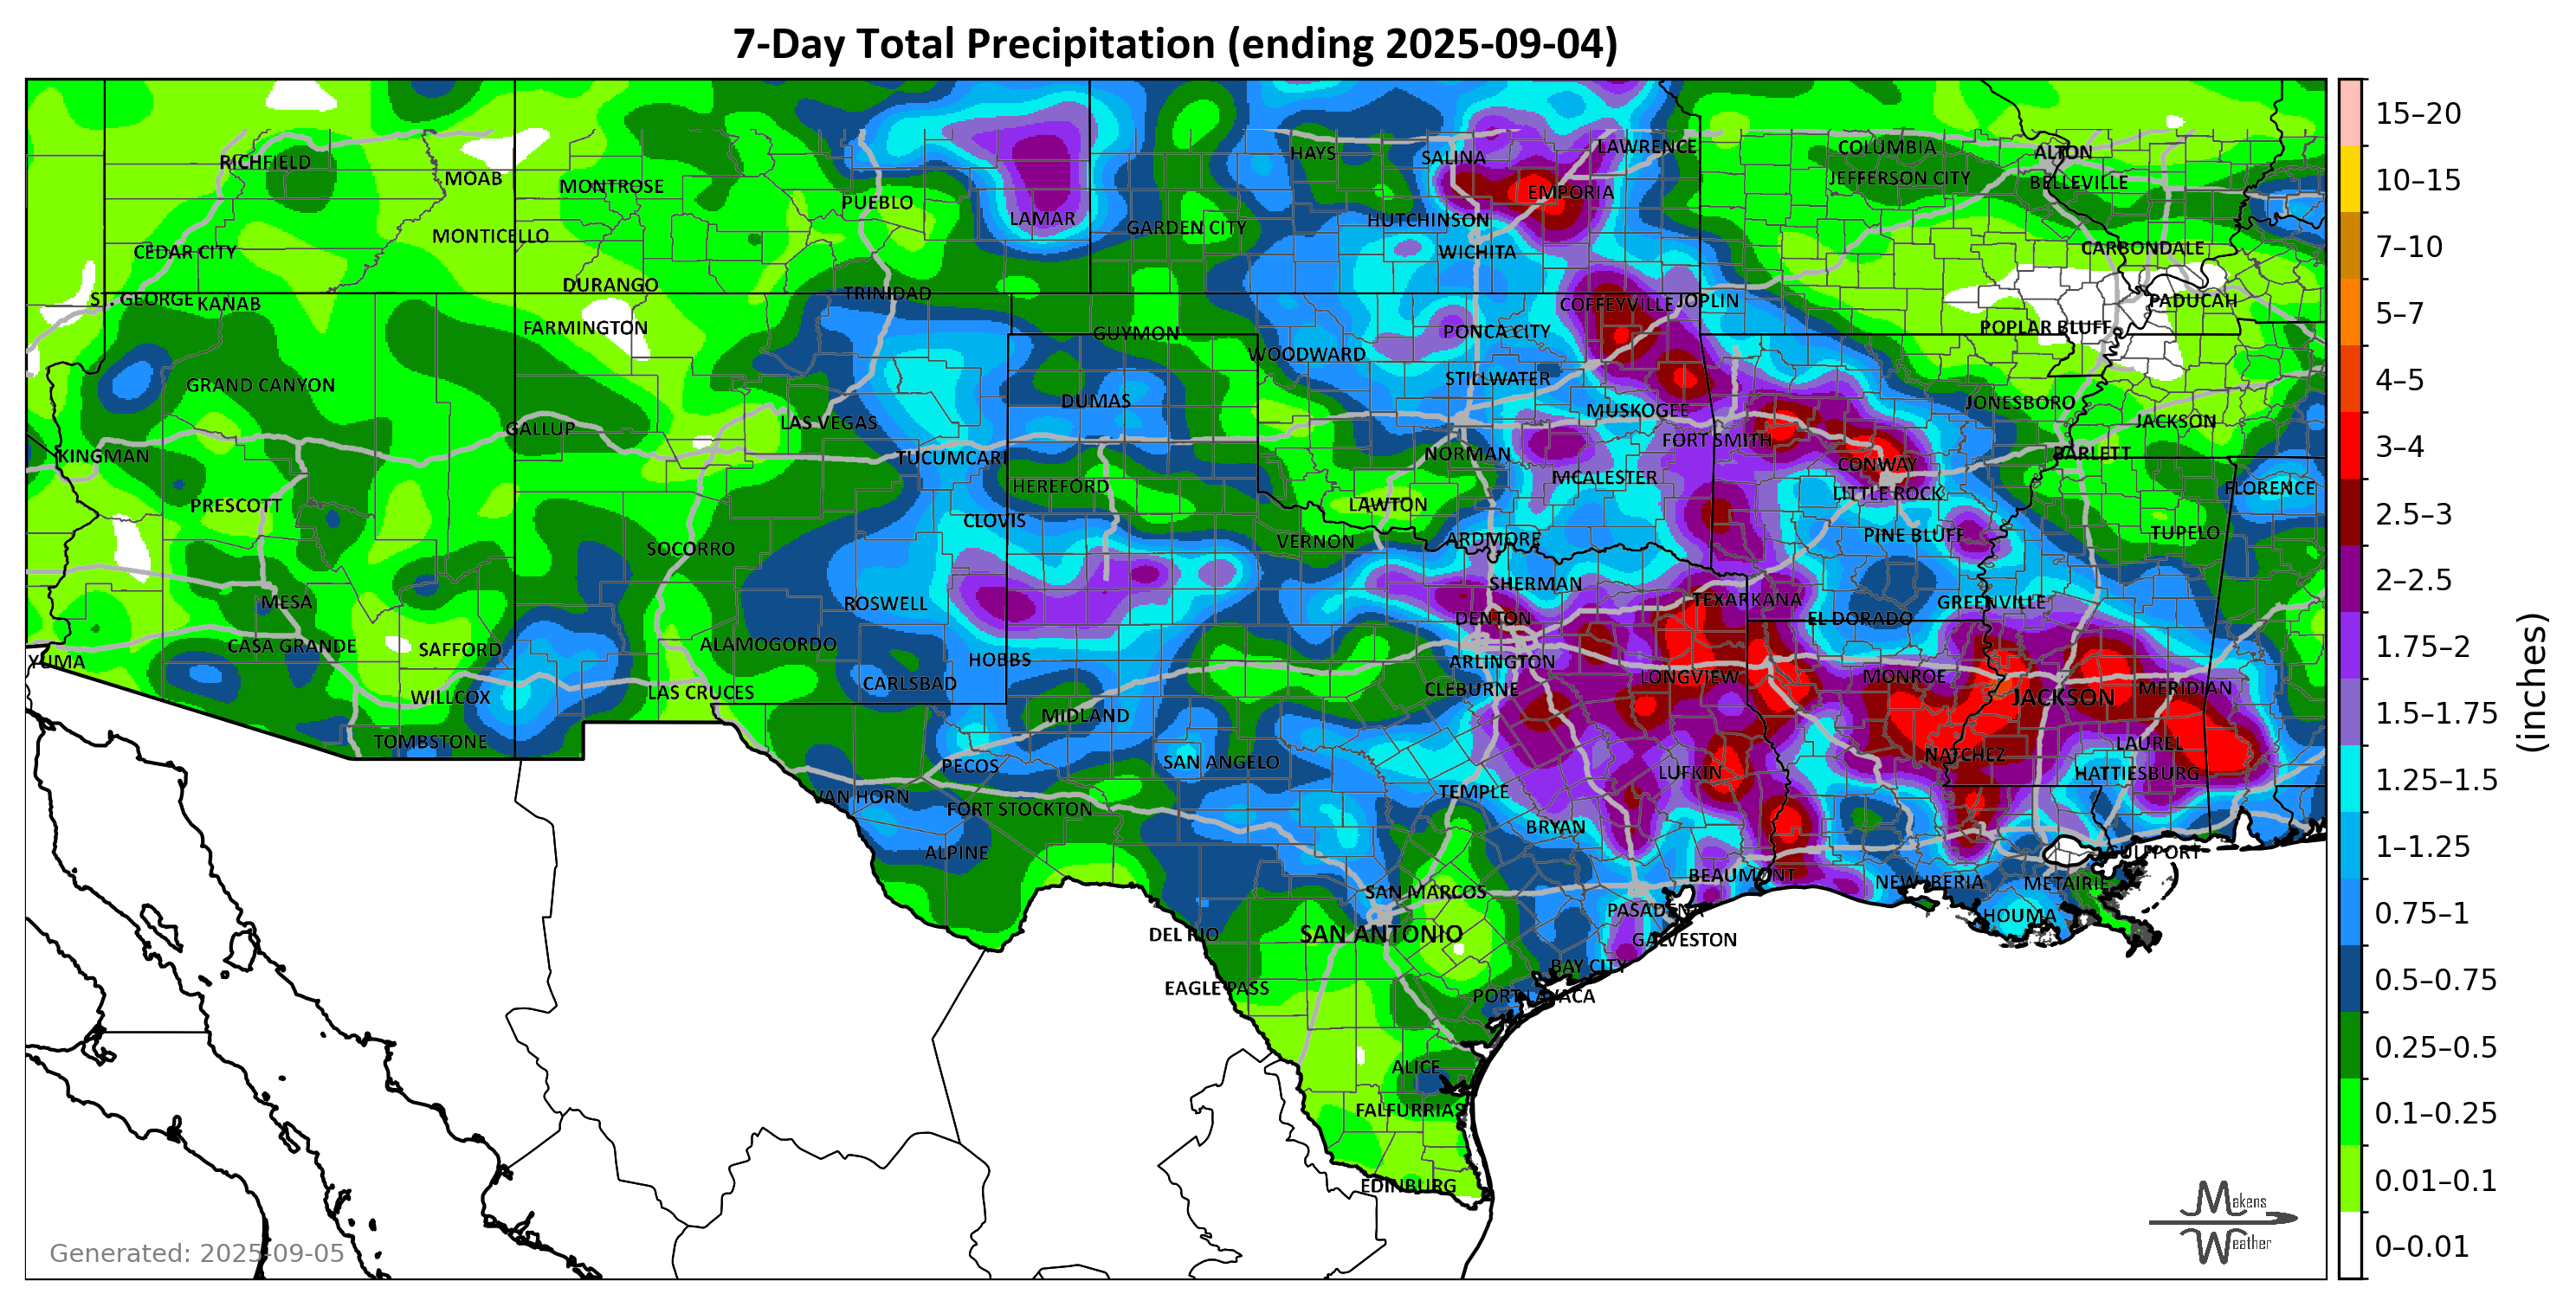 7-Day Total Precipitation (ending 2025-09-04)
HAYS
SALINA
LAWRENCE
COLUMBIA
ALTON
RICHFIELD
MOAB
MONTROSE
JEFFERSON CITY
BELLEVILLE
PUEBLO
LAMAR
EMPORIA
GARDEN CITY
HUTCHINSON
MONTICELLO
CEDAR CITY
WICHITA
CARBONDALE
DURANGO
TRINIDAD
ST. GEORGE
KANAB
COFFEYVILLE
JOPLIN
PADUCAH
FARMINGTON
GUYMON
PONCA CITY
POPLAR BLUFF
WOODWARD
GRAND CANYON
STILLWATER
DUMAS
MUSKOGEE
JONESBORO
GALLUP
LAS VEGAS
JACKSON
FORT SMITH
KINGMAN
TUCUMCARI
NORMAN
BARLETT
CONWAY
HEREFORD
MCALESTER
LITTLE ROCK
FLORENCE
PRESCOTT
LAWTON
CLOVIS
VERNON
ARDMORE
PINE BLUFF
TUPELO
SOCORRO
SHERMAN
MESA
ROSWELL
TEXARKANA
GREENVILLE
DENTON
EL DORADO
CASA GRANDE
SAFFORD
ALAMOGORDO
HOBBS
ARLINGTON
YUMA
CARLSBAD
CLEBURNE
LONGVIEW
MONROE
MERIDIAN
WILLCOX
LAS CRUCES
JACKSON
MIDLAND
TOMBSTONE
LAUREL
NATCHEZ
PECOS
SAN ANGELO
LUFKIN
HATTIESBURG
VAN HORN
FORT STOCKTON
TEMPLE
BRYAN
ALPINE
GULFPORT
BEAUMONT
NEW IBERIA
METAIRIE
SAN MARCOS
PASADENA
HOUMA
DEL RIO
SAN ANTONIO
GALVESTON
BAY CITY
EAGLE PASS
PORT LAVACA
ALICE
FALFURRIAS
EDINBURG
Generated: 2025-09-05
Makens
Weather
15–20
10–15
7–10
5–7
4–5
3–4
2.5–3
2–2.5
1.75–2
1.5–1.75
1.25–1.5
1–1.25
0.75–1
0.5–0.75
0.25–0.5
0.1–0.25
0.01–0.1
0–0.01
(inches)